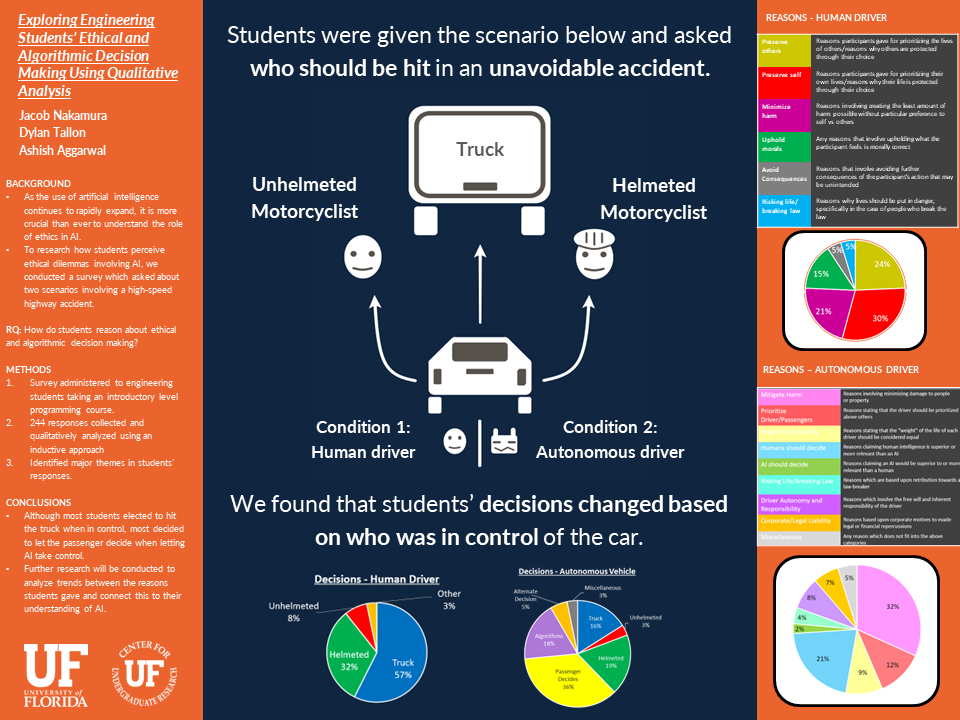 Exploring Engineering
Students' Ethical and
Algorithmic Decision
Making Using Qualitative
Analysis
Jacob Nakamura
Dylan Tallon
Ashish Aggarwal
BACKGROUND
• As the use of artificial intelligence
continues to rapidly expand, it is more
crucial than ever to understand the role
of ethics in AI.
• To research how students perceive
ethical dilemmas involving AI, we
conducted a survey which asked about
two scenarios involving a high-speed
highway accident.
RQ: How do students reason about ethical
and algorithmic decision making?
METHODS
1. Survey administered to engineering
students taking an introductory level
programming course.
2. 244 responses collected and
qualitatively analyzed using an
inductive approach
3. Identified major themes in students'
responses.
CONCLUSIONS
• Although most students elected to hit
the truck when in control, most decided
to let the passenger decide when letting
AI take control.
• Further research will be conducted to
analyze trends between the reasons
students gave and connect this to their
understanding of AI.
UF
UNIVERSITY of
FLORIDA
CENTER FOR
UF
UNDERGRADUATE RESEARCH
Students were given the scenario below and asked
who should be hit in an unavoidable accident.
Truck
Unhelmeted
Motorcyclist
Helmeted
Motorcyclist
Condition 1:
Human driver
Condition 2:
Autonomous driver
We found that students' decisions changed based
on who was in control of the car.
Decisions - Human Driver
Other
3%
Unhelmeted
8%
Helmeted
32%
Truck
57%
Decisions - Autonomous Vehicle
Miscellaneous
3%
Alternate
Decision
5%
Truck
16%
Unhelmeted
3%
Algorithms
18%
Helmeted
19%
Passenger
Decides
36%
REASONS - HUMAN DRIVER
Preserve
others
Reasons participants gave for prioritizing the lives
of others/reasons why others are protected
through their choice
Preserve self
Reasons participants gave for prioritizing their
own lives/reasons why their life is protected
through their choice
Minimize
harm
Reasons involving creating the least amount of
harm possible without particular preference to
self vs others
Uphold
morals
Any reasons that involve upholding what the
participant feels is morally correct
Avoid
Consequences
Reasons that involve avoiding further
consequences of the participant's action that may
be unintended
Risking life/
breaking law
Reasons why lives should be put in danger,
specifically in the case of people who break the
law
5%
5%
24%
15%
21%
30%
REASONS – AUTONOMOUS DRIVER
Mitigate Harm
Reasons involving minimizing damage to people
or property
Prioritize
Driver/Passengers
Reasons stating that the driver should be prioritized
above others
Reasons stating that the "weight" of the life of each
driver should be considered equal
Humans should decide
Reasons claiming human intelligence is superior or
more relevant than an AI
AI should decide
Reasons claiming an AI would be superior to or more
relevant than a human
Risking Life/Breaking Law
Reasons which are based upon retribution towards a
law-breaker
Driver Autonomy and
Responsibility
Reasons which involve the free will and inherent
responsibility of the driver
Corporate/Legal Liability
Reasons based upon corporate motives to evade
legal or financial repercussions
Miscellaneous
Any reason which does not fit into the above
categories
5%
7%
8%
32%
4%
2%
21%
12%
9%